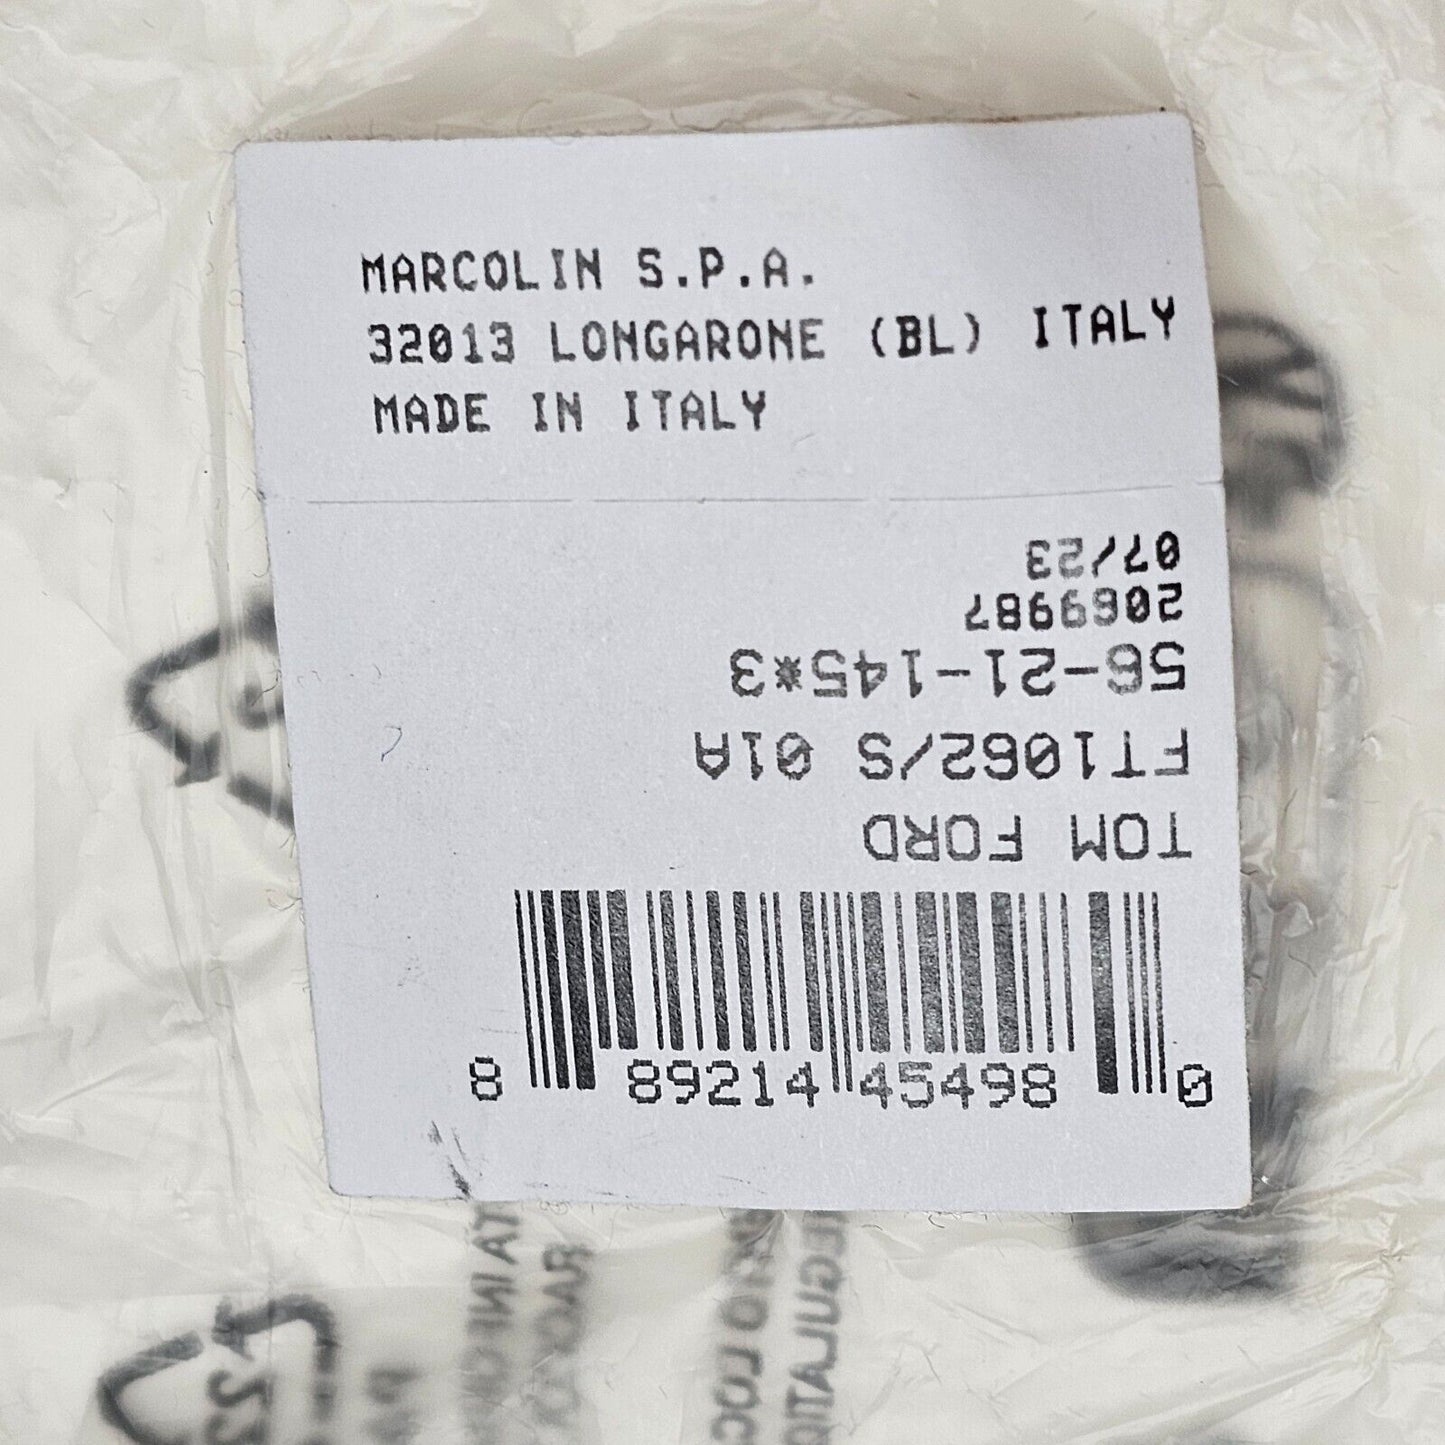 MARCOLIN S.P.A.
32013 LONGARONE (BL) ITALY
MADE IN ITALY
TOM FORD
FT1062/S 01A
56-21-145*3
2069987
07/23
8 89214 45498 0